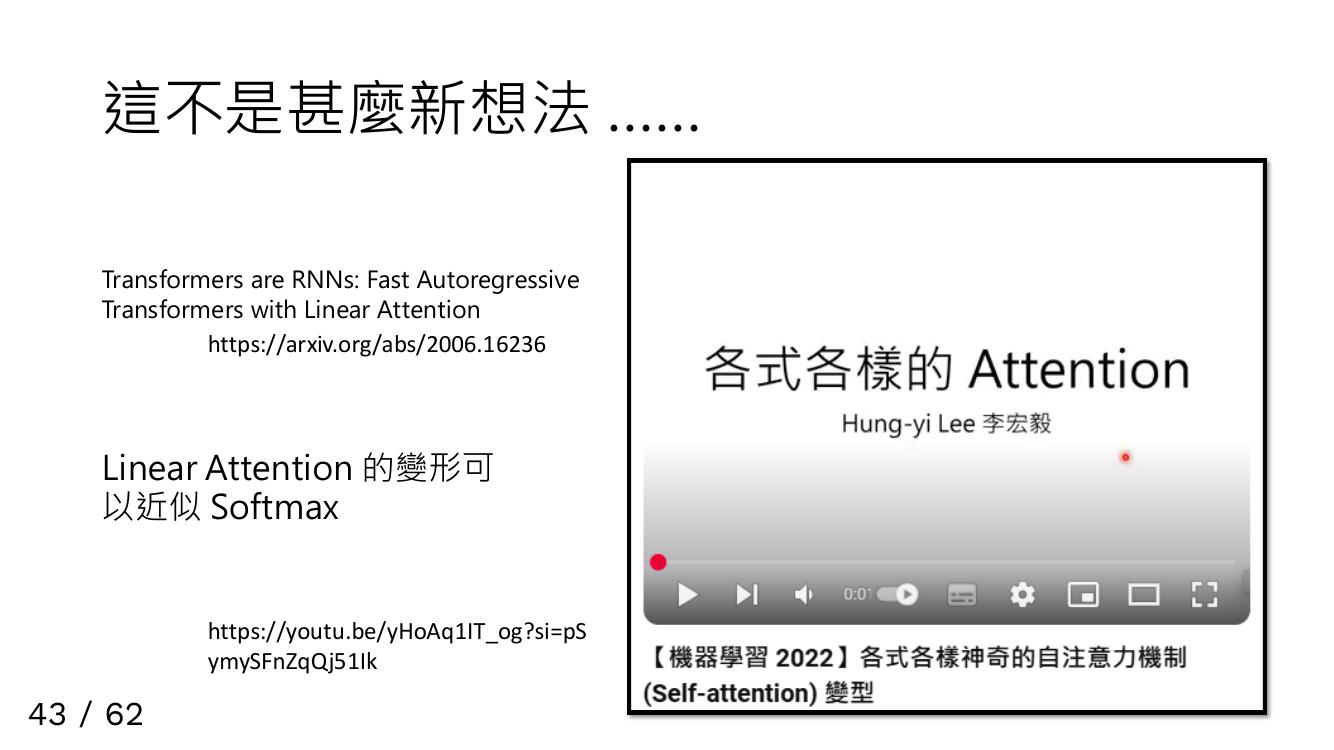 這不是甚麼新想法 ......
Transformers are RNNs: Fast Autoregressive
Transformers with Linear Attention
https://arxiv.org/abs/2006.16236
Linear Attention 的變形可
以近似 Softmax
https://youtu.be/yHoAq1IT_og?si=pS
ymySFnZqQj51Ik
各式各樣的 Attention
Hung-yi Lee 李宏毅
0:01
【機器學習 2022】各式各樣神奇的自注意力機制
(Self-attention) 變型
43 / 62